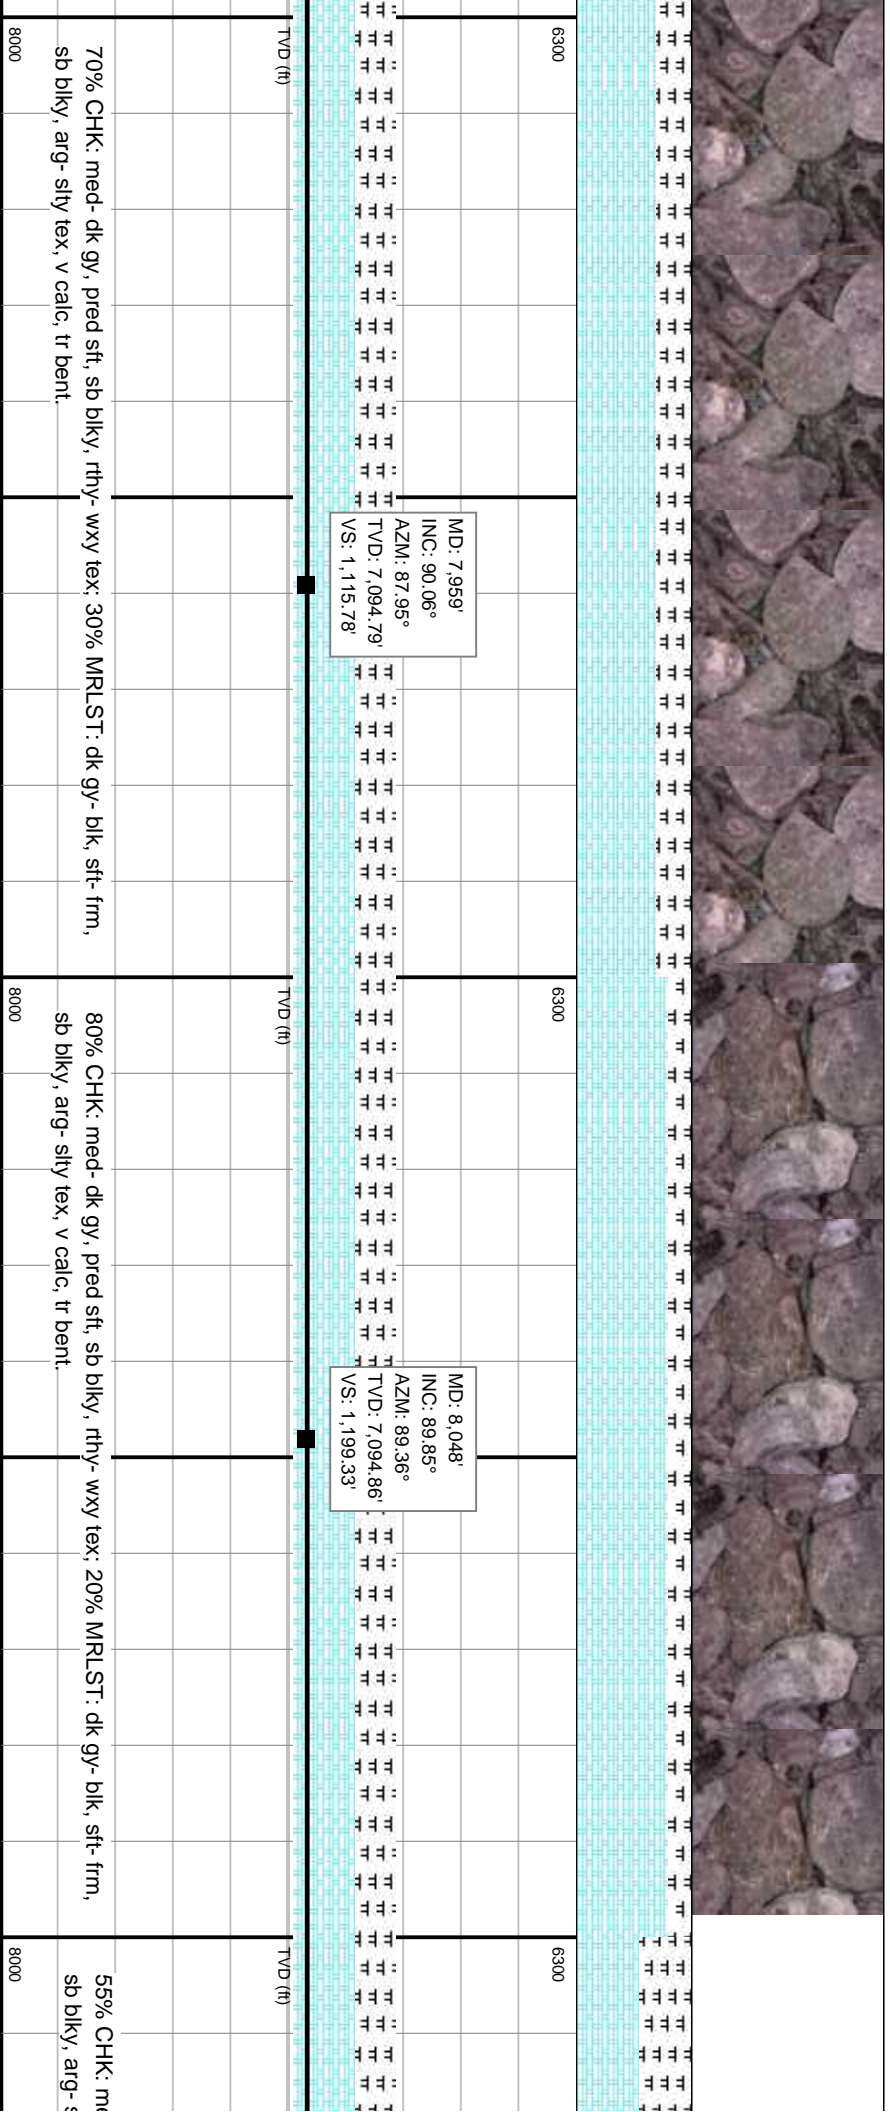 6300
TVD (ft)
8000
70% CHK: med- dk gy, pred sft, sb blky, rthy- wxy tex; 30% MRLST: dk gy- blk, sft- frm,
sb blky, arg- slty tex, v calc, tr bent.
MD: 7,959'
INC: 90.06°
AZM: 87.95°
TVD: 7,094.79'
VS: 1,115.78'
6300
TVD (ft)
8000
80% CHK: med- dk gy, pred sft, sb blky, rthy- wxy tex; 20% MRLST: dk gy- blk, sft- frm,
sb blky, arg- slty tex, v calc, tr bent.
MD: 8,048'
INC: 89.85°
AZM: 89.36°
TVD: 7,094.86'
VS: 1,199.33'
6300
TVD (ft)
8000
55% CHK: me
sb blky, arg- s